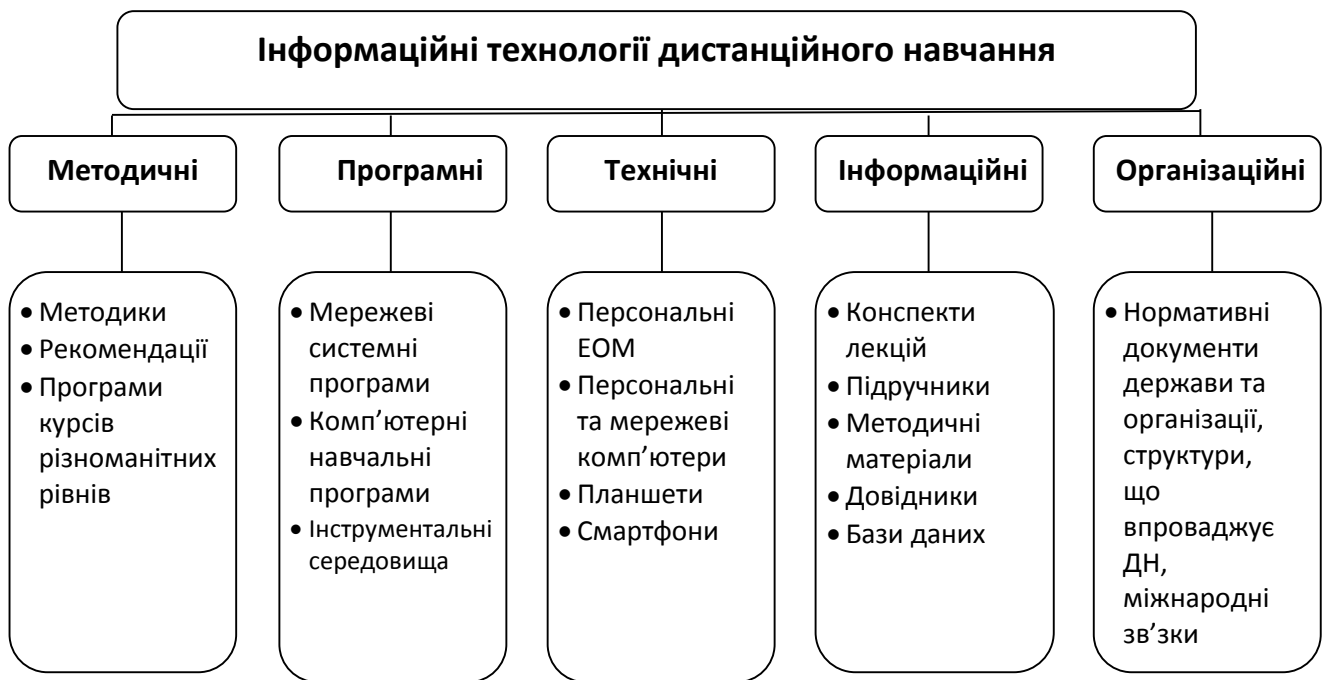 Інформаційні технології дистанційного навчання
Методичні
Програмні
Технічні
Інформаційні
Організаційні
• Методики
• Рекомендації
• Програми
курсів
різноманітних
рівнів
• Мережеві
системні
програми
• Комп’ютерні
навчальні
програми
• Інструментальні
середовища
• Персональні
ЕОМ
• Персональні
та мережеві
комп’ютери
• Планшети
• Смартфони
• Конспекти
лекцій
• Підручники
• Методичні
матеріали
• Довідники
• Бази даних
• Нормативні
документи
держави та
організації,
структури,
що
впроваджує
ДН,
міжнародні
зв’зки